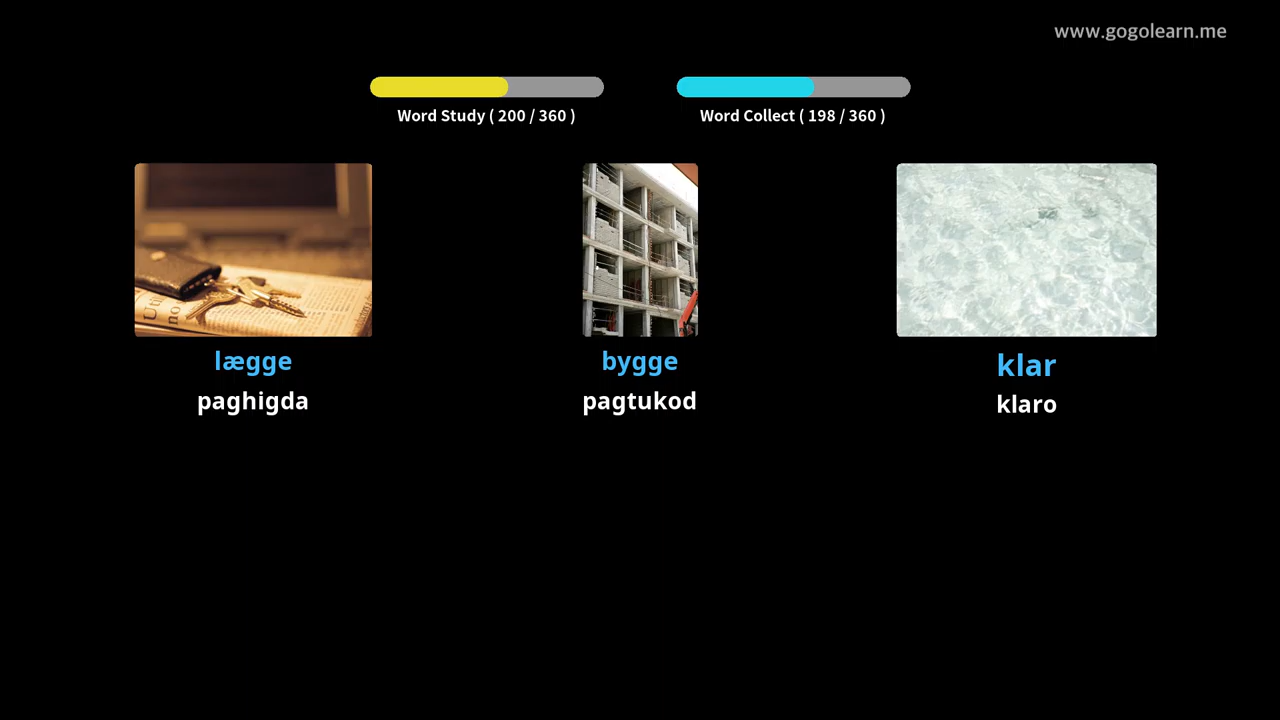 www.gogolearn.me
Word Study ( 200 / 360 )
Word Collect ( 198 / 360 )
lægge
paghigda
bygge
pagtukod
klar
klaro